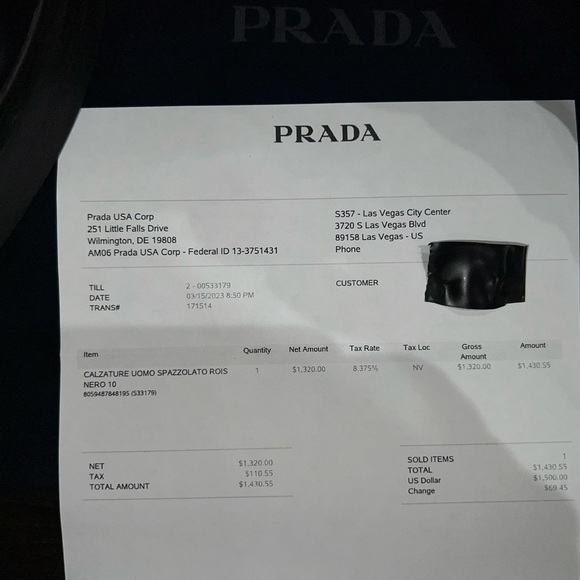 PRADA
PRADA
Prada USA Corp
251 Little Falls Drive
Wilmington, DE 19808
AM06 Prada USA Corp - Federal ID 13-3751431
S357 - Las Vegas City Center
3720 S Las Vegas Blvd
89158 Las Vegas - US
Phone
TILL 2 - 00533179
DATE 03/15/2023 8:50 PM
TRANS# 171514
CUSTOMER
Item Quantity Net Amount Tax Rate Tax Loc Gross Amount Amount
CALZATURE UOMO SPAZZOLATO ROIS 1 $1,320.00 8.375% NV $1,320.00 $1,430.55
NERO 10
8059487848195 (533179)
NET $1,320.00
TAX $110.55
TOTAL AMOUNT $1,430.55
SOLD ITEMS 1
TOTAL $1,430.55
US Dollar $1,500.00
Change $69.45